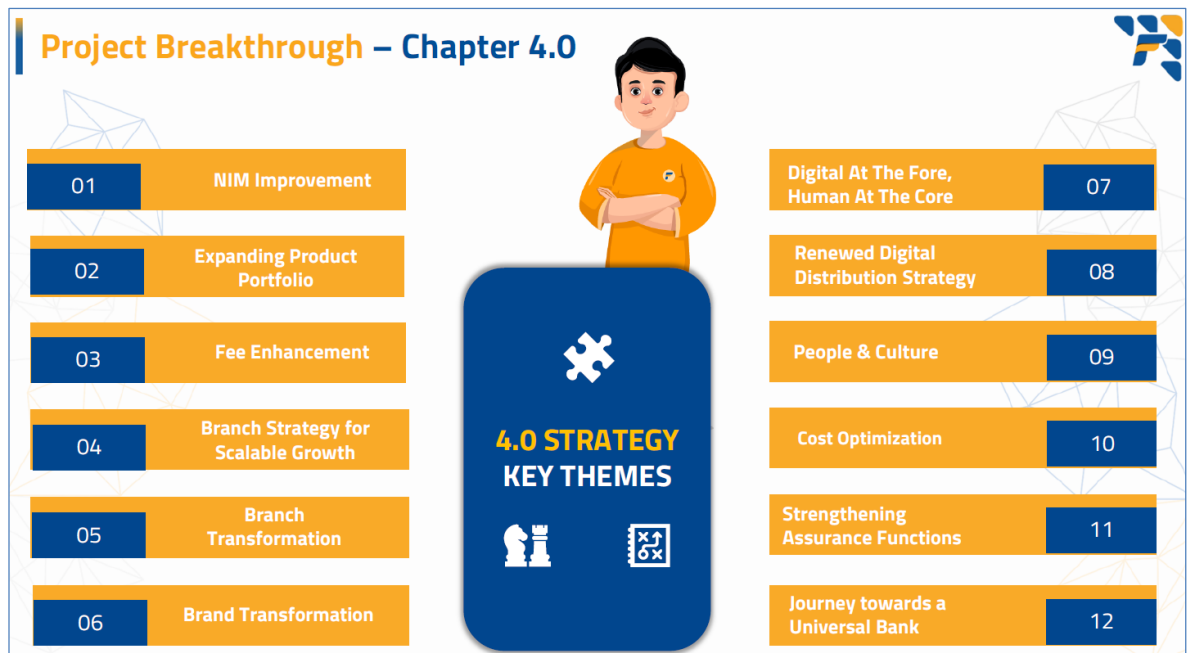 Project Breakthrough – Chapter 4.0
01
NIM Improvement
02
Expanding Product
Portfolio
03
Fee Enhancement
04
Branch Strategy for
Scalable Growth
05
Branch
Transformation
06
Brand Transformation
4.0 STRATEGY
KEY THEMES
Digital At The Fore,
Human At The Core
07
Renewed Digital
Distribution Strategy
08
People & Culture
09
Cost Optimization
10
Strengthening
Assurance Functions
11
Journey towards a
Universal Bank
12